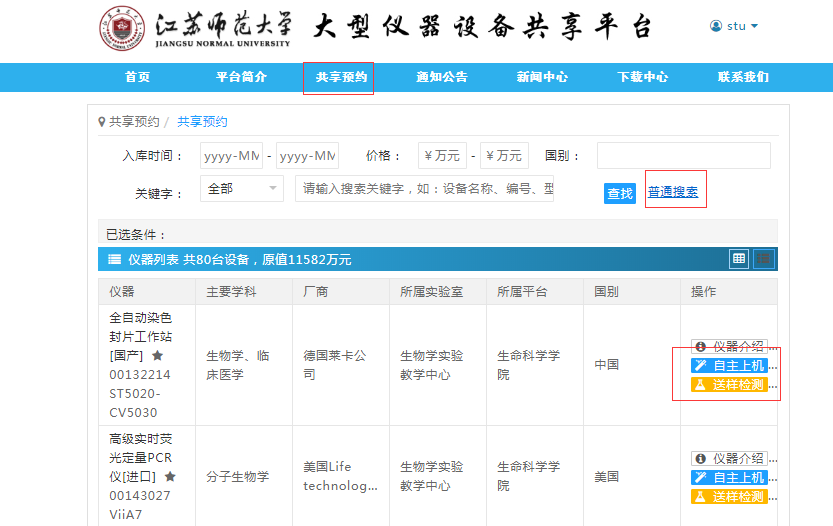 江苏师范大学 大型仪器设备共享平台
JIANGSU NORMAL UNIVERSITY
stu
首页 平台简介 共享预约 通知公告 新闻中心 下载中心 联系我们
共享预约 / 共享预约
入库时间： yyyy-MM - yyyy-MM 价格： ¥万元 - ¥万元 国别：
关键字： 全部 请输入搜索关键字，如：设备名称、编号、型 查找 普通搜索
已选条件：
仪器列表 共80台设备，原值11582万元
仪器 主要学科 厂商 所属实验室 所属平台 国别 操作
全自动染色
封片工作站
[国产] ★
00132214
ST5020-
CV5030
生物学、临
床医学
德国莱卡公
司
生物学实验
教学中心
生命科学学
院
中国
仪器介绍...
自主上机...
送样检测...
高级实时荧
光定量PCR
仪[进口] ★
00143027
ViiA7
分子生物学
美国Life
technolog...
生物学实验
教学中心
生命科学学
院
美国
仪器介绍...
自主上机...
送样检测...